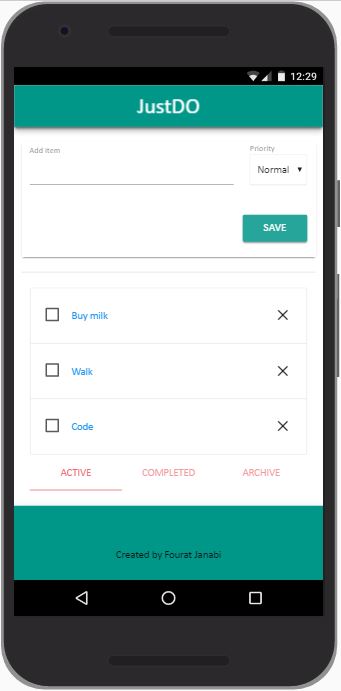 12:29
JustDO
Add Item
Priority
Normal
SAVE
Buy milk
Walk
Code
ACTIVE COMPLETED ARCHIVE
Created by Fourat Janabi